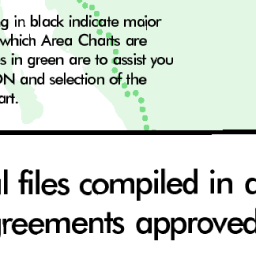 g in black indicate major
which Area Charts are
s in green are to assist you
ON and selection of the
art.
al files compiled in
greements approved